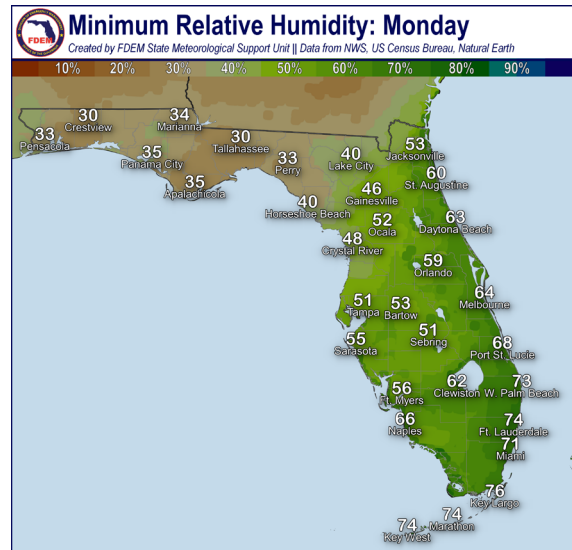 FDEM
Minimum Relative Humidity: Monday
Created by FDEM State Meteorological Support Unit || Data from NWS, US Census Bureau, Natural Earth
10% 20% 30% 40% 50% 60% 70% 80% 90%
33
Pensacola
30
Crestview
34
Marianna
35
Panama City
35
Apalachicola
30
Tallahassee
33
Perry
40
Lake City
53
Jacksonville
60
St. Augustine
46
Gainesville
40
Horseshoe Beach
52
Ocala
63
Daytona Beach
48
Crystal River
59
Orlando
64
Melbourne
51
Tampa
53
Bartow
51
Sebring
55
Sarasota
68
Port St. Lucie
56
Ft. Myers
62
Clewiston
73
W. Palm Beach
66
Naples
74
Ft. Lauderdale
71
Miami
76
Key Largo
74
Marathon
74
Key West